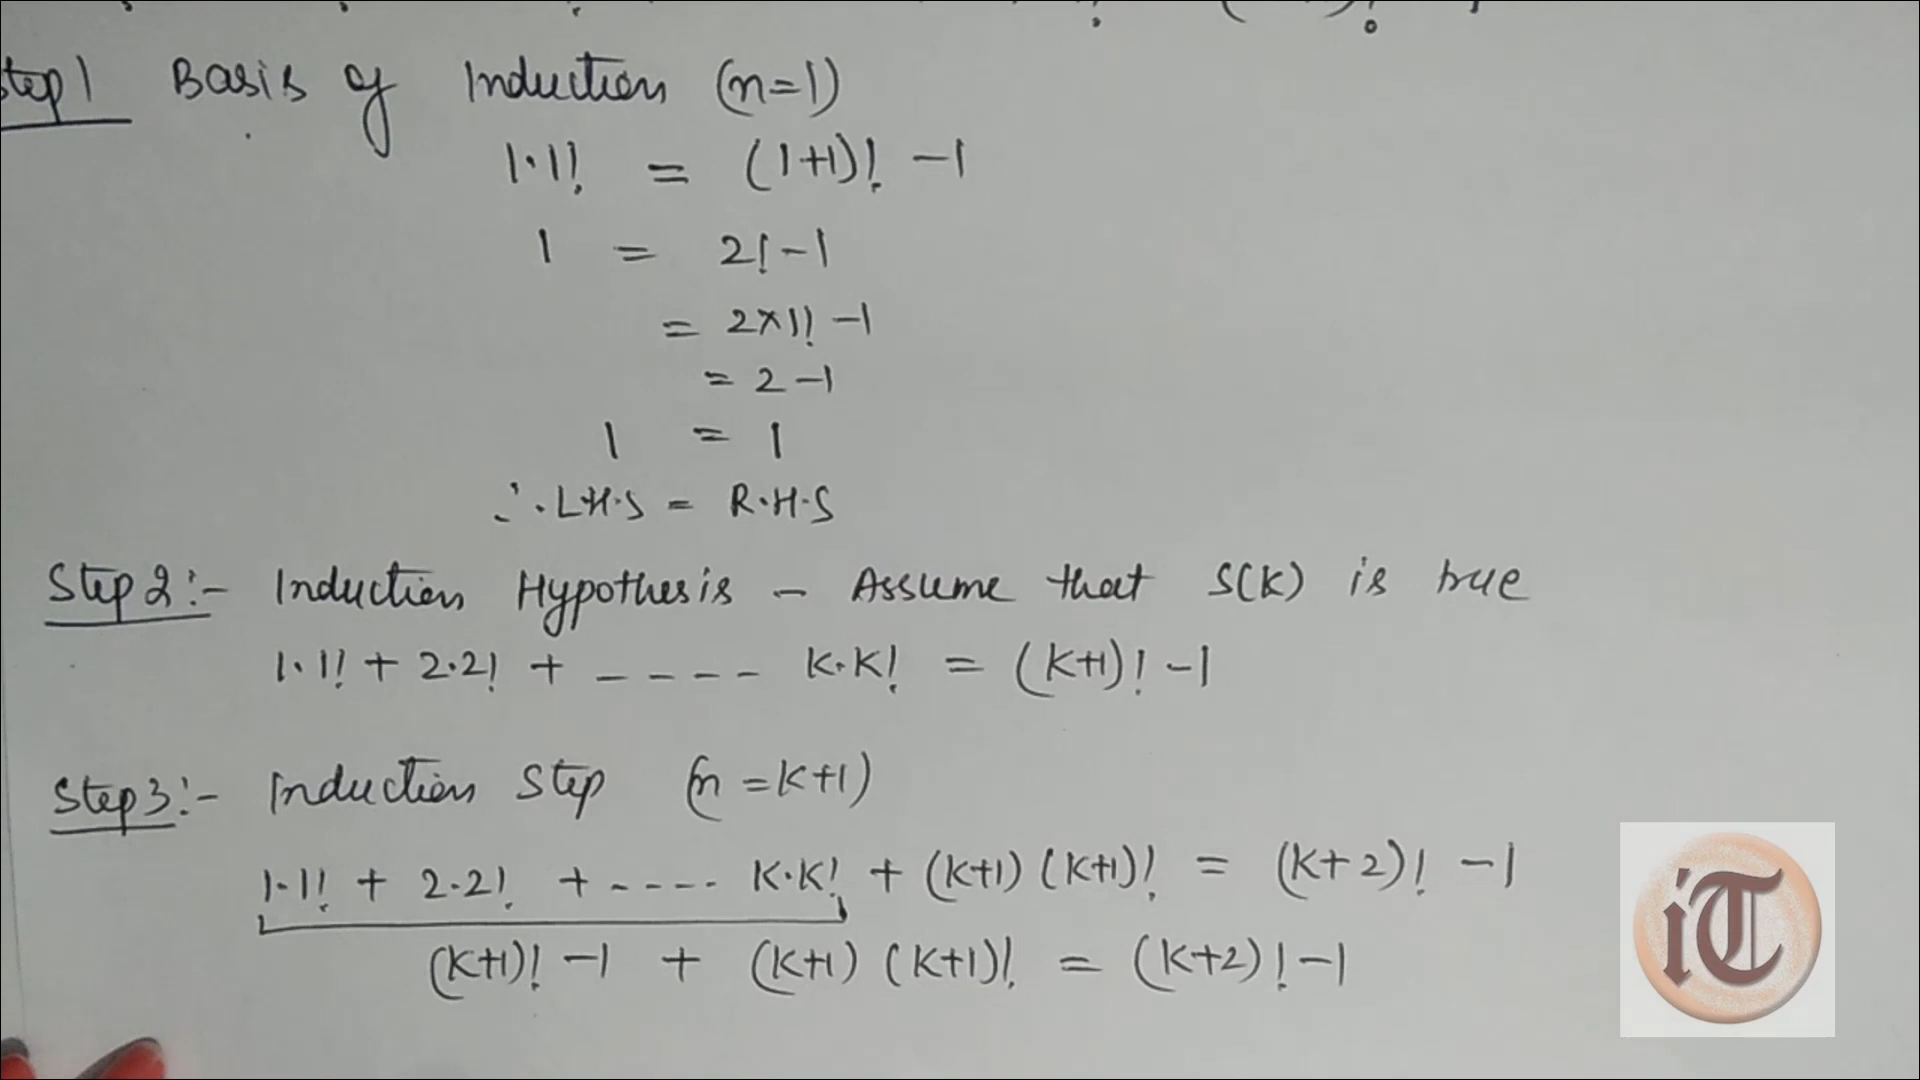 Step 1 Basis of Induction (n=1)
1·1! = (1+1)! -1
1 = 2! -1
= 2×1! -1
= 2-1
1 = 1
∴ L.H.S = R.H.S
Step 2:- Induction Hypothesis - Assume that S(K) is true
1·1! + 2·2! + - - - - K·K! = (K+1)! -1
Step 3:- Induction Step (n =K+1)
1·1! + 2·2! + - - - - K·K! + (K+1) (K+1)! = (K+2)! -1
(K+1)! -1 + (K+1) (K+1)! = (K+2)! -1
iT